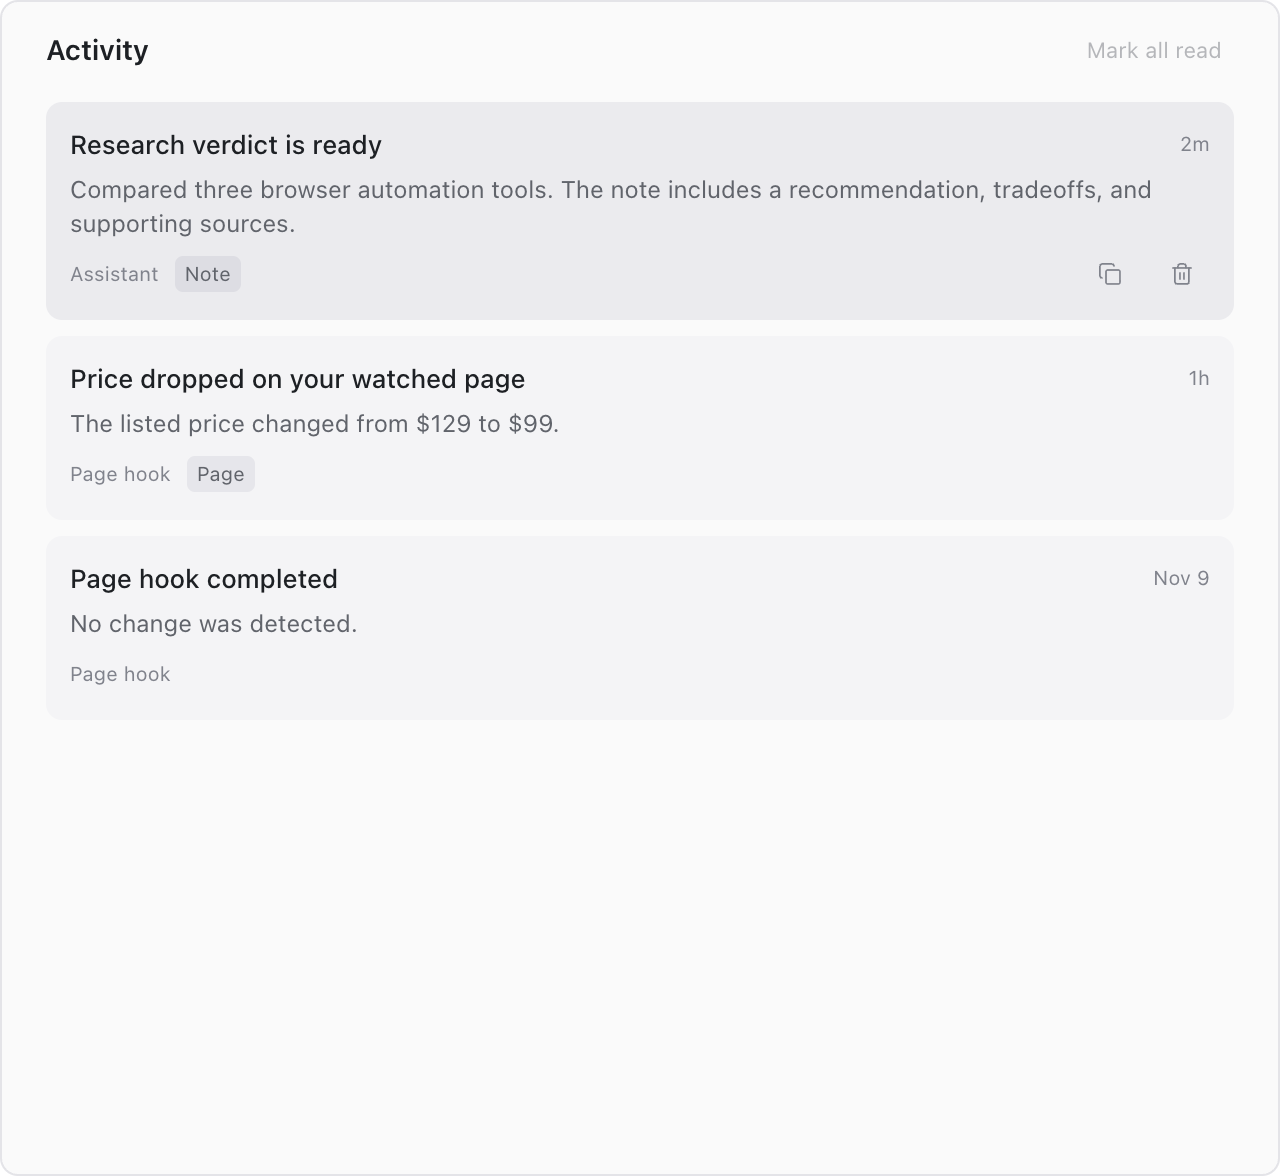 Activity
Mark all read
Research verdict is ready
2m
Compared three browser automation tools. The note includes a recommendation, tradeoffs, and
supporting sources.
Assistant Note
Price dropped on your watched page
1h
The listed price changed from $129 to $99.
Page hook Page
Page hook completed
Nov 9
No change was detected.
Page hook